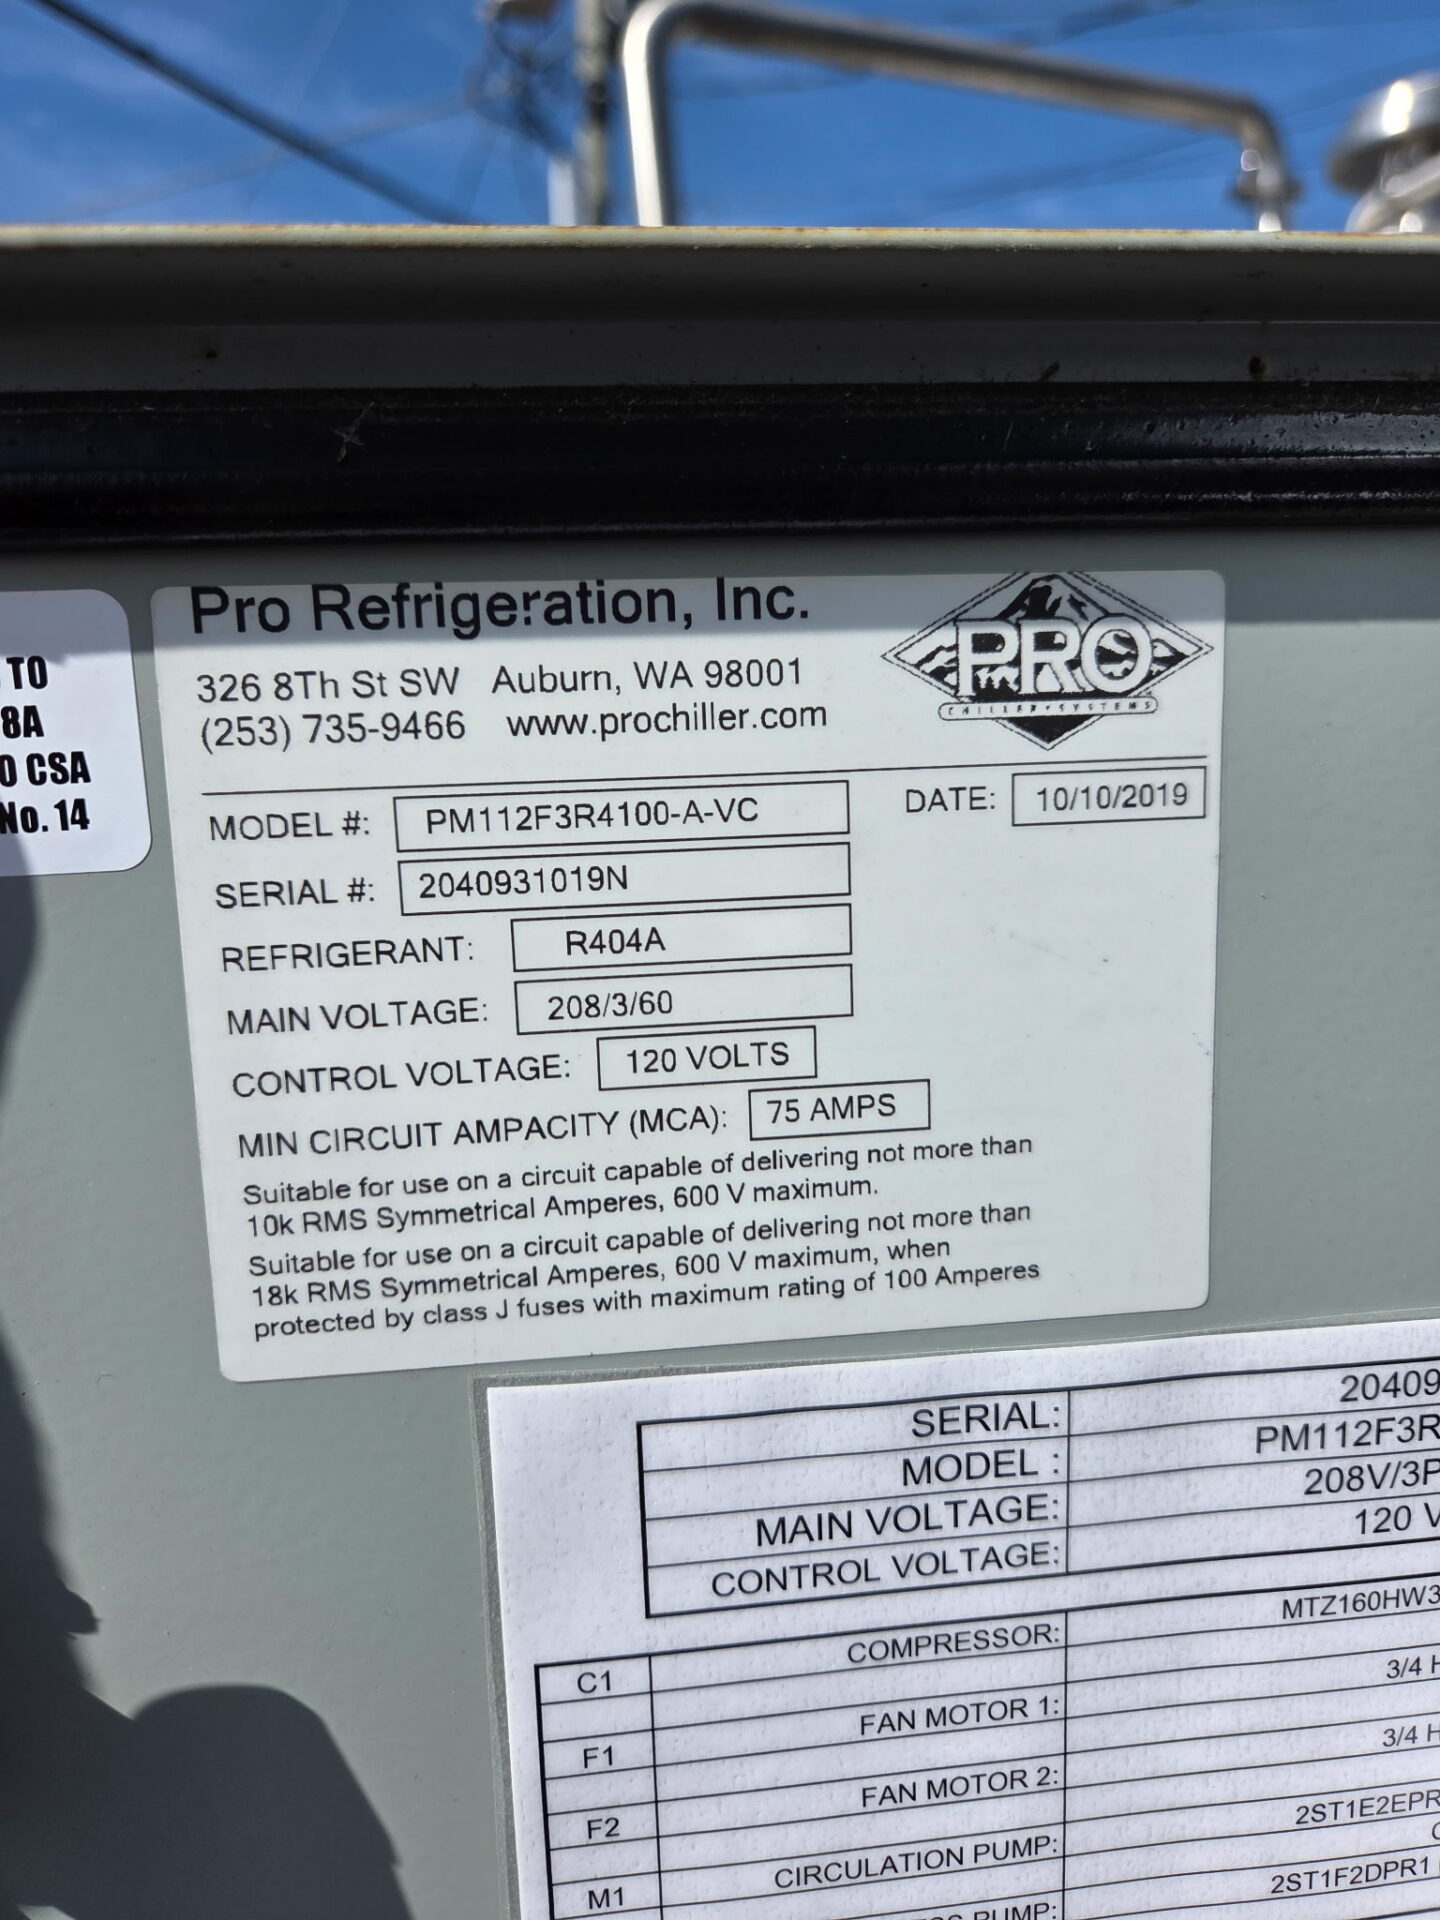 Pro Refrigeration, Inc.
326 8Th St SW Auburn, WA 98001
(253) 735-9466 www.prochiller.com
PRO
CHILLER SYSTEMS
MODEL #: PM112F3R4100-A-VC DATE: 10/10/2019
SERIAL #: 2040931019N
REFRIGERANT: R404A
MAIN VOLTAGE: 208/3/60
CONTROL VOLTAGE: 120 VOLTS
MIN CIRCUIT AMPACITY (MCA): 75 AMPS
Suitable for use on a circuit capable of delivering not more than
10k RMS Symmetrical Amperes, 600 V maximum.
Suitable for use on a circuit capable of delivering not more than
18k RMS Symmetrical Amperes, 600 V maximum, when
protected by class J fuses with maximum rating of 100 Amperes
TO
8A
0 CSA
No. 14
SERIAL: 20409
MODEL : PM112F3R
MAIN VOLTAGE: 208V/3P
CONTROL VOLTAGE: 120 V
C1 COMPRESSOR: MTZ160HW3
F1 FAN MOTOR 1: 3/4 H
F2 FAN MOTOR 2: 3/4 H
M1 CIRCULATION PUMP: 2ST1E2EPR
PUMP: 2ST1F2DPR1